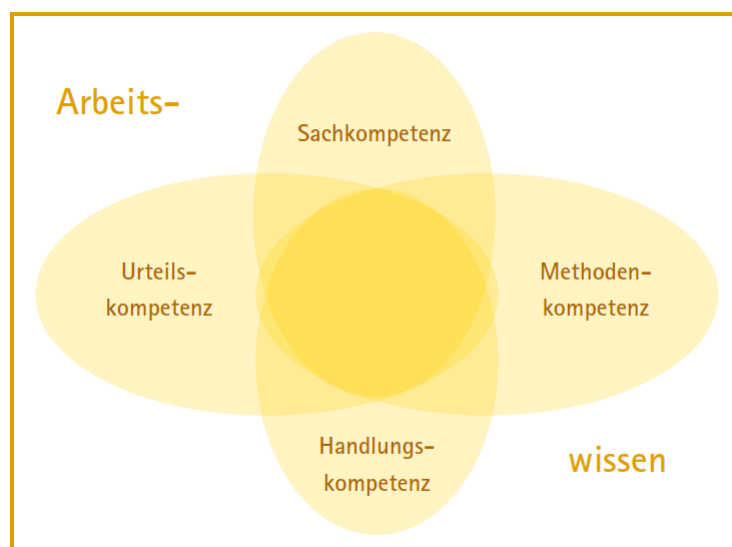 Arbeits-
Sachkompetenz
Urteils-
kompetenz
Methoden-
kompetenz
Handlungs-
kompetenz
wissen